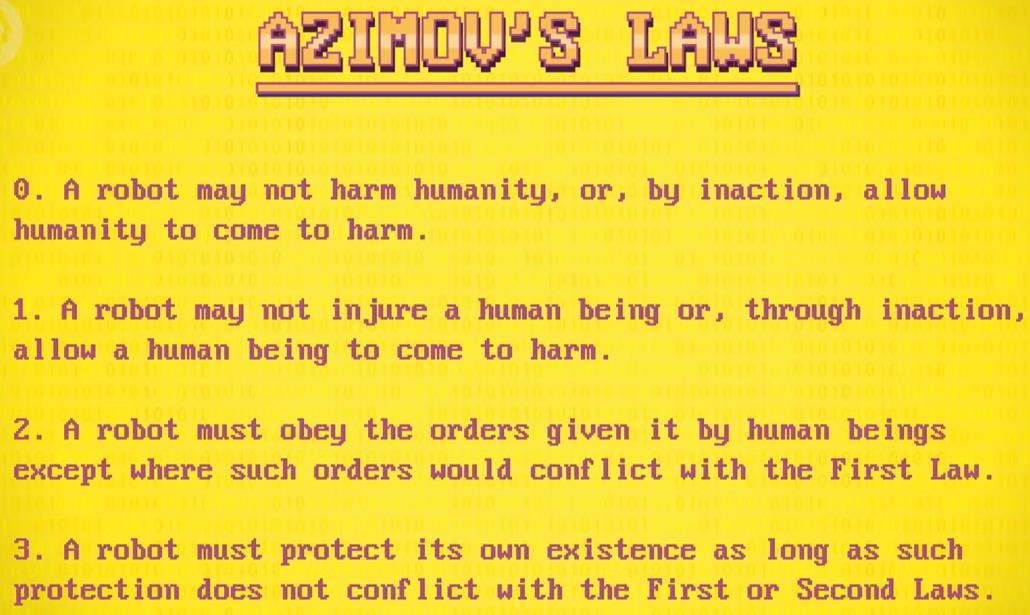 AZIMOV'S LAWS
0. A robot may not harm humanity, or, by inaction, allow
humanity to come to harm.
1. A robot may not injure a human being or, through inaction,
allow a human being to come to harm.
2. A robot must obey the orders given it by human beings
except where such orders would conflict with the First Law.
3. A robot must protect its own existence as long as such
protection does not conflict with the First or Second Laws.